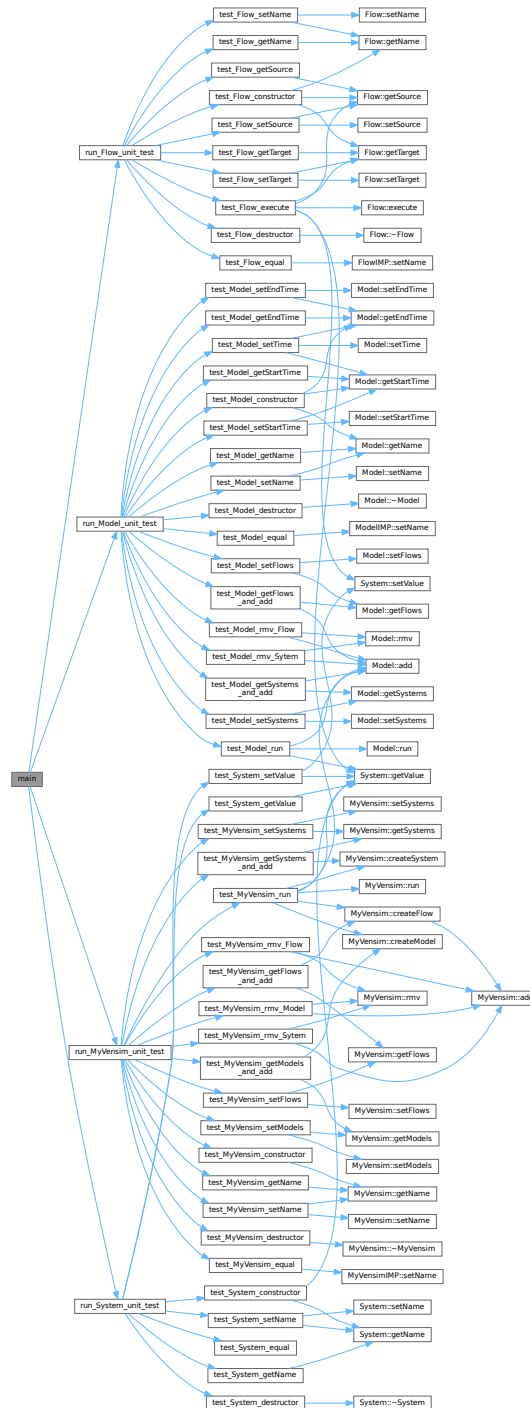 main
run_Flow_unit_test
run_Model_unit_test
run_MyVensim_unit_test
run_System_unit_test
test_Flow_setName
test_Flow_getName
test_Flow_getSource
test_Flow_constructor
test_Flow_setSource
test_Flow_getTarget
test_Flow_setTarget
test_Flow_execute
test_Flow_destructor
test_Flow_equal
test_Model_setEndTime
test_Model_getEndTime
test_Model_setTime
test_Model_getStartTime
test_Model_constructor
test_Model_setStartTime
test_Model_getName
test_Model_setName
test_Model_destructor
test_Model_equal
test_Model_setFlows
test_Model_getFlows
_and_add
test_Model_rmv_Flow
test_Model_rmv_Sytem
test_Model_getSystems
_and_add
test_Model_setSystems
test_Model_run
test_System_setValue
test_System_getValue
test_MyVensim_setSystems
test_MyVensim_getSystems
_and_add
test_MyVensim_run
test_MyVensim_rmv_Flow
test_MyVensim_getFlows
_and_add
test_MyVensim_rmv_Model
test_MyVensim_rmv_Sytem
test_MyVensim_getModels
_and_add
test_MyVensim_setFlows
test_MyVensim_setModels
test_MyVensim_constructor
test_MyVensim_getName
test_MyVensim_setName
test_MyVensim_destructor
test_MyVensim_equal
test_System_constructor
test_System_setName
test_System_equal
test_System_getName
test_System_destructor
Flow::setName
Flow::getName
Flow::getSource
Flow::setSource
Flow::getTarget
Flow::setTarget
Flow::execute
Flow::~Flow
FlowIMP::setName
Model::setEndTime
Model::getEndTime
Model::setTime
Model::getStartTime
Model::setStartTime
Model::getName
Model::setName
Model::~Model
ModelIMP::setName
Model::setFlows
System::setValue
Model::getFlows
Model::rmv
Model::add
Model::getSystems
Model::setSystems
Model::run
System::getValue
MyVensim::setSystems
MyVensim::getSystems
MyVensim::createSystem
MyVensim::run
MyVensim::createFlow
MyVensim::createModel
MyVensim::rmv
MyVensim::add
MyVensim::getFlows
MyVensim::setFlows
MyVensim::getModels
MyVensim::setModels
MyVensim::getName
MyVensim::setName
MyVensim::~MyVensim
MyVensimIMP::setName
System::setName
System::getName
System::~System